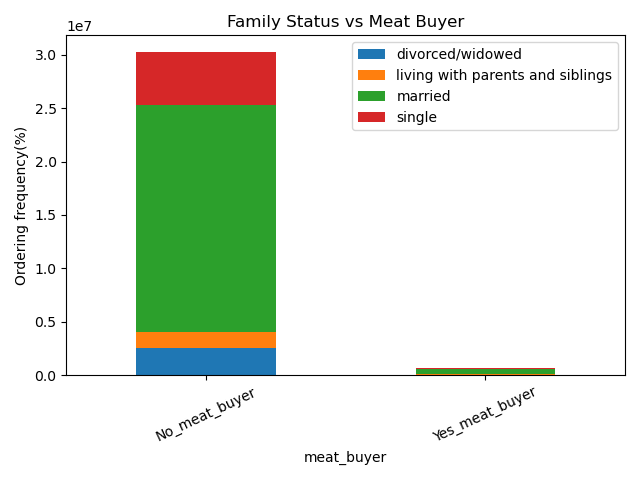 Family Status vs Meat Buyer
1e7
3.0
2.5
2.0
1.5
1.0
0.5
0.0
Ordering frequency(%)
divorced/widowed
living with parents and siblings
married
single
No_meat_buyer
Yes_meat_buyer
meat_buyer